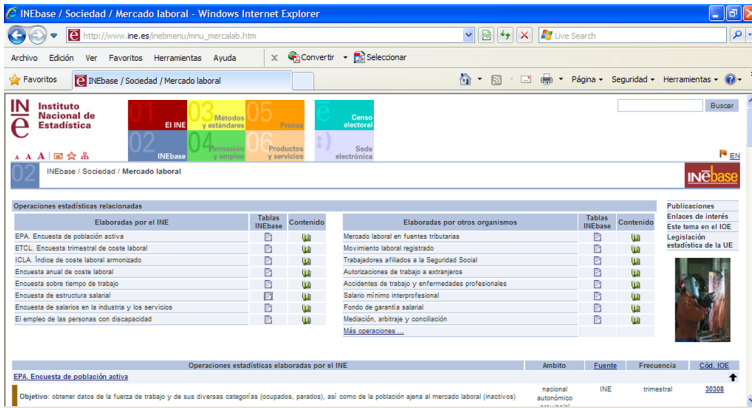 INEbase / Sociedad / Mercado laboral - Windows Internet Explorer
http://www.ine.es/inebmenu/mnu_mercalab.htm
Live Search
Archivo Edición Ver Favoritos Herramientas Ayuda
x Convertir Seleccionar
Favoritos INEbase / Sociedad / Mercado laboral
Página Seguridad Herramientas
INe Instituto Nacional de Estadística
01 El INE
03 Métodos y estándares
05 Prensa
e Censo electoral
Buscar
02 INEbase
04 Formación y empleo
06 Productos y servicios
:) Sede electrónica
A A A
EN
02 INEbase / Sociedad / Mercado laboral
INebase
Operaciones estadísticas relacionadas
Elaboradas por el INE Tablas INEbase Contenido
EPA. Encuesta de población activa
ETCL. Encuesta trimestral de coste laboral
ICLA. Índice de coste laboral armonizado
Encuesta anual de coste laboral
Encuesta sobre tiempo de trabajo
Encuesta de estructura salarial
Encuesta de salarios en la industria y los servicios
El empleo de las personas con discapacidad
Elaboradas por otros organismos Tablas INEbase Contenido
Mercado laboral en fuentes tributarias
Movimiento laboral registrado
Trabajadores afiliados a la Seguridad Social
Autorizaciones de trabajo a extranjeros
Accidentes de trabajo y enfermedades profesionales
Salario mínimo interprofesional
Fondo de garantía salarial
Mediación, arbitraje y conciliación
Más operaciones ...
Publicaciones
Enlaces de interés
Este tema en el IOE
Legislación
estadística de la UE
Operaciones estadísticas elaboradas por el INE Ambito Fuente Frecuencia Cód. IOE
EPA. Encuesta de población activa
Objetivo: obtener datos de la fuerza de trabajo y de sus diversas categorías (ocupados, parados), así como de la población ajena al mercado laboral (inactivos)
nacional INE trimestral 30308
autonómico